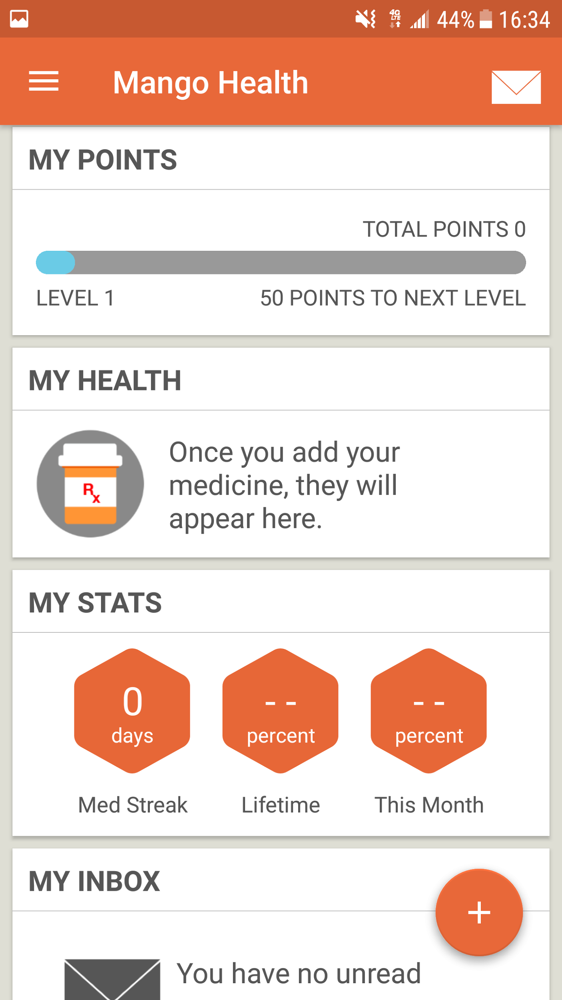 4G
LTE
44% 16:34
Mango Health
MY POINTS
TOTAL POINTS 0
LEVEL 1
50 POINTS TO NEXT LEVEL
MY HEALTH
Rx
Once you add your
medicine, they will
appear here.
MY STATS
0
days
Med Streak
- -
percent
Lifetime
- -
percent
This Month
MY INBOX
+
You have no unread